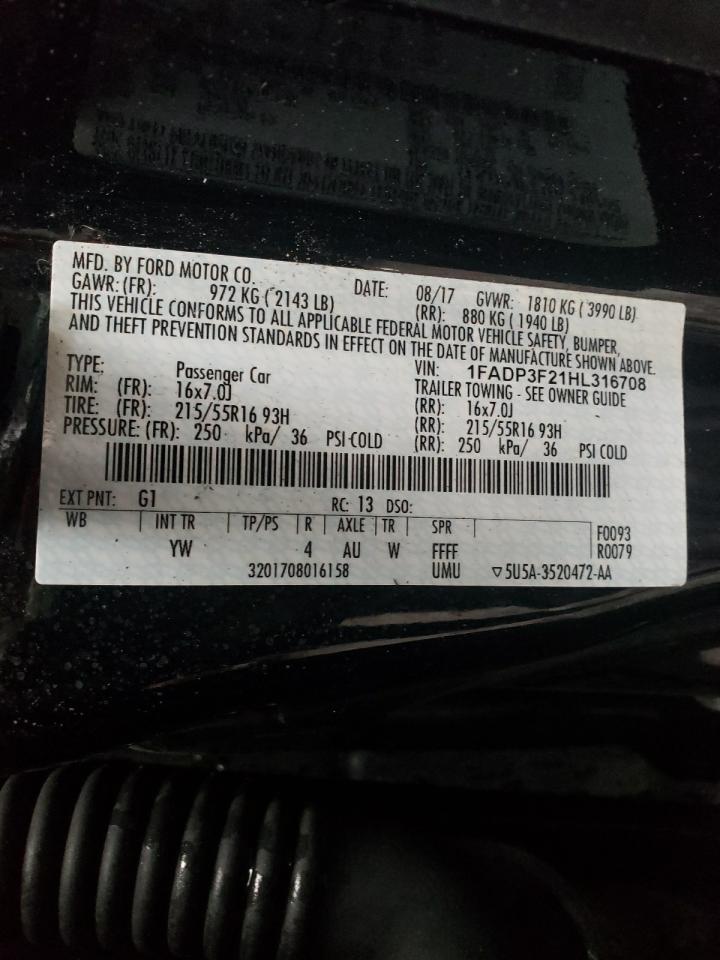 MFD. BY FORD MOTOR CO. DATE: 08/17 GVWR: 1810 KG ( 3990 LB)
GAWR: (FR): 972 KG ( 2143 LB) (RR): 880 KG ( 1940 LB)
THIS VEHICLE CONFORMS TO ALL APPLICABLE FEDERAL MOTOR VEHICLE SAFETY, BUMPER,
AND THEFT PREVENTION STANDARDS IN EFFECT ON THE DATE OF MANUFACTURE SHOWN ABOVE.
VIN: 1FADP3F21HL316708
TYPE: Passenger Car TRAILER TOWING - SEE OWNER GUIDE
RIM: (FR): 16x7.0J (RR): 16x7.0J
TIRE: (FR): 215/55R16 93H (RR): 215/55R16 93H
PRESSURE: (FR): 250 kPa/ 36 PSI COLD (RR): 250 kPa/ 36 PSI COLD
EXT PNT: G1 RC: 13 DSO:
WB INT TR TP/PS R AXLE TR SPR F0093
YW 4 AU W FFFF R0079
3201708016158 UMU ▽5U5A-3520472-AA